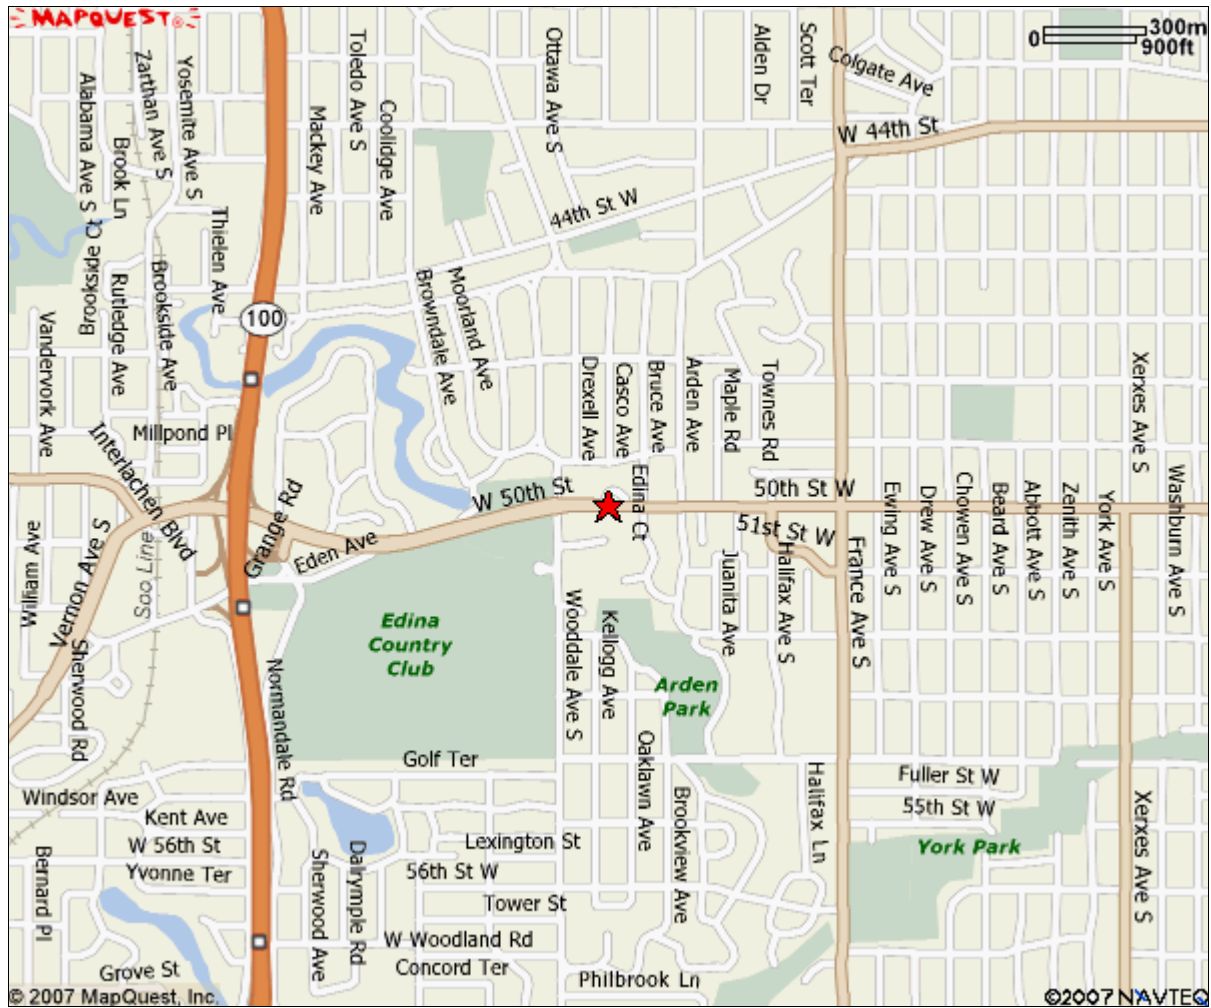 MAPQUEST®
300m
0
900ft
Toledo Ave S
Ottawa Ave S
Alden Dr
Scott Ter
Colgate Ave
Zarthan Ave S
Yosemite Ave S
Alabama Ave S
Mackey Ave
Coolidge Ave
W 44th St
Brook Ln
44th St W
Thielen Ave
Brookside Ct
Brookside Ave
Rutledge Ave
Browndale Ave
Moorland Ave
100
Vandervork Ave
Drexell Ave
Casco Ave
Bruce Ave
Arden Ave
Maple Rd
Townes Rd
Xerxes Ave S
Interlachen Blvd
Millpond Pl
Edina Ct
W 50th St
50th St W
Grange Rd
Ewing Ave S
Drew Ave S
Chowen Ave S
Beard Ave S
Abbott Ave S
Zenith Ave S
York Ave S
Washburn Ave S
51st St W
William Ave
Vernon Ave S
Soo Line
Eden Ave
Juanita Ave
Halifax Ave S
France Ave S
Edina
Country
Club
Wooddale Ave S
Kellogg Ave
Sherwood Rd
Normandale Rd
Arden
Park
Golf Ter
Oaklawn Ave
Halifax Ln
Fuller St W
Windsor Ave
Brookview Ave
55th St W
Xerxes Ave S
Kent Ave
W 56th St
Lexington St
York Park
Bernard Pl
Yvonne Ter
Sherwood Ave
Dalrymple Rd
56th St W
Tower St
W Woodland Rd
Grove St
Concord Ter
Philbrook Ln
© 2007 MapQuest, Inc.
©2007 NAVTEQ